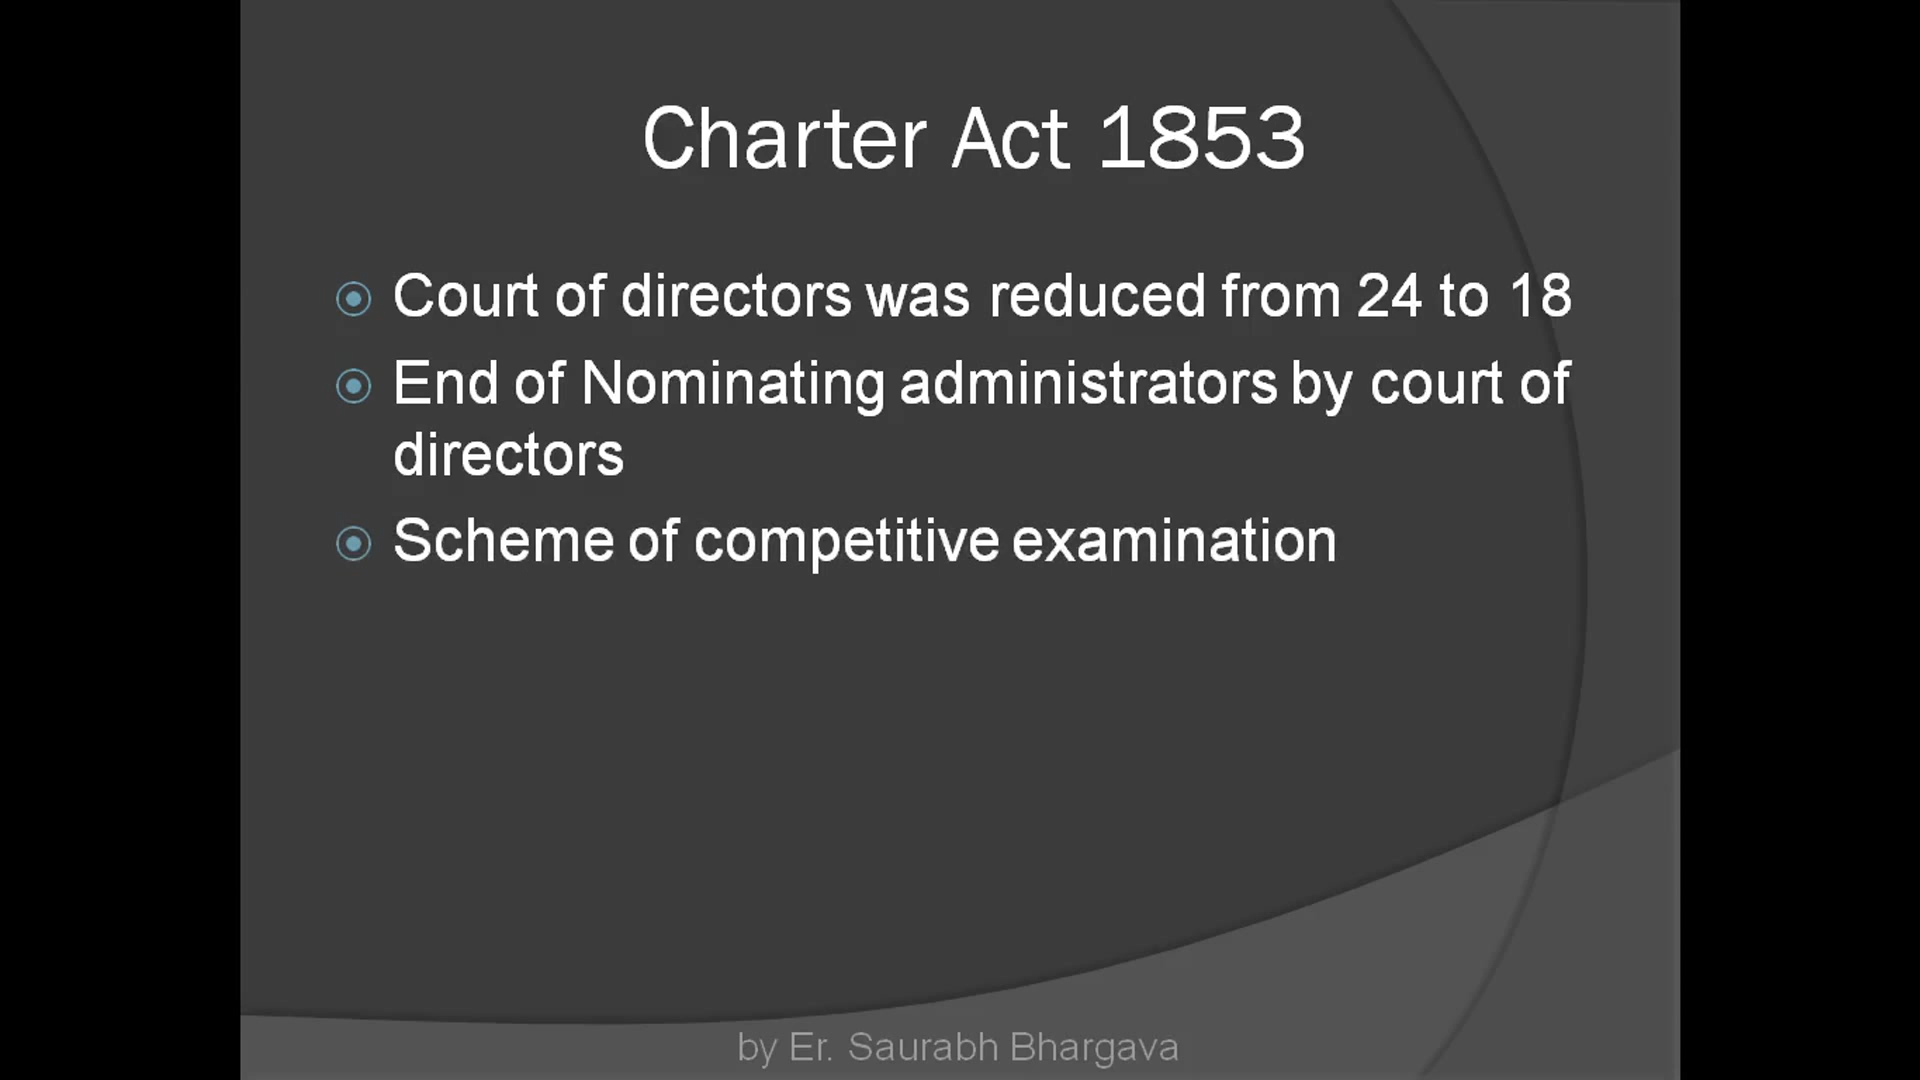 Charter Act 1853
Court of directors was reduced from 24 to 18
End of Nominating administrators by court of
directors
Scheme of competitive examination
by Er. Saurabh Bhargava